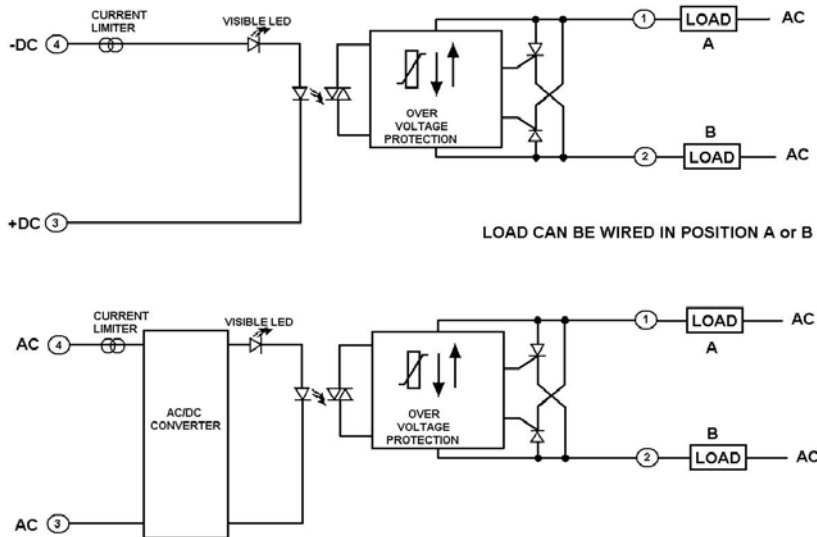 CURRENT
LIMITER
VISIBLE LED
-DC 4
1 LOAD AC
A
OVER
VOLTAGE
PROTECTION
B
2 LOAD AC
+DC 3
LOAD CAN BE WIRED IN POSITION A or B
CURRENT
LIMITER
VISIBLE LED
AC 4
1 LOAD AC
A
AC/DC
CONVERTER
OVER
VOLTAGE
PROTECTION
B
2 LOAD AC
AC 3